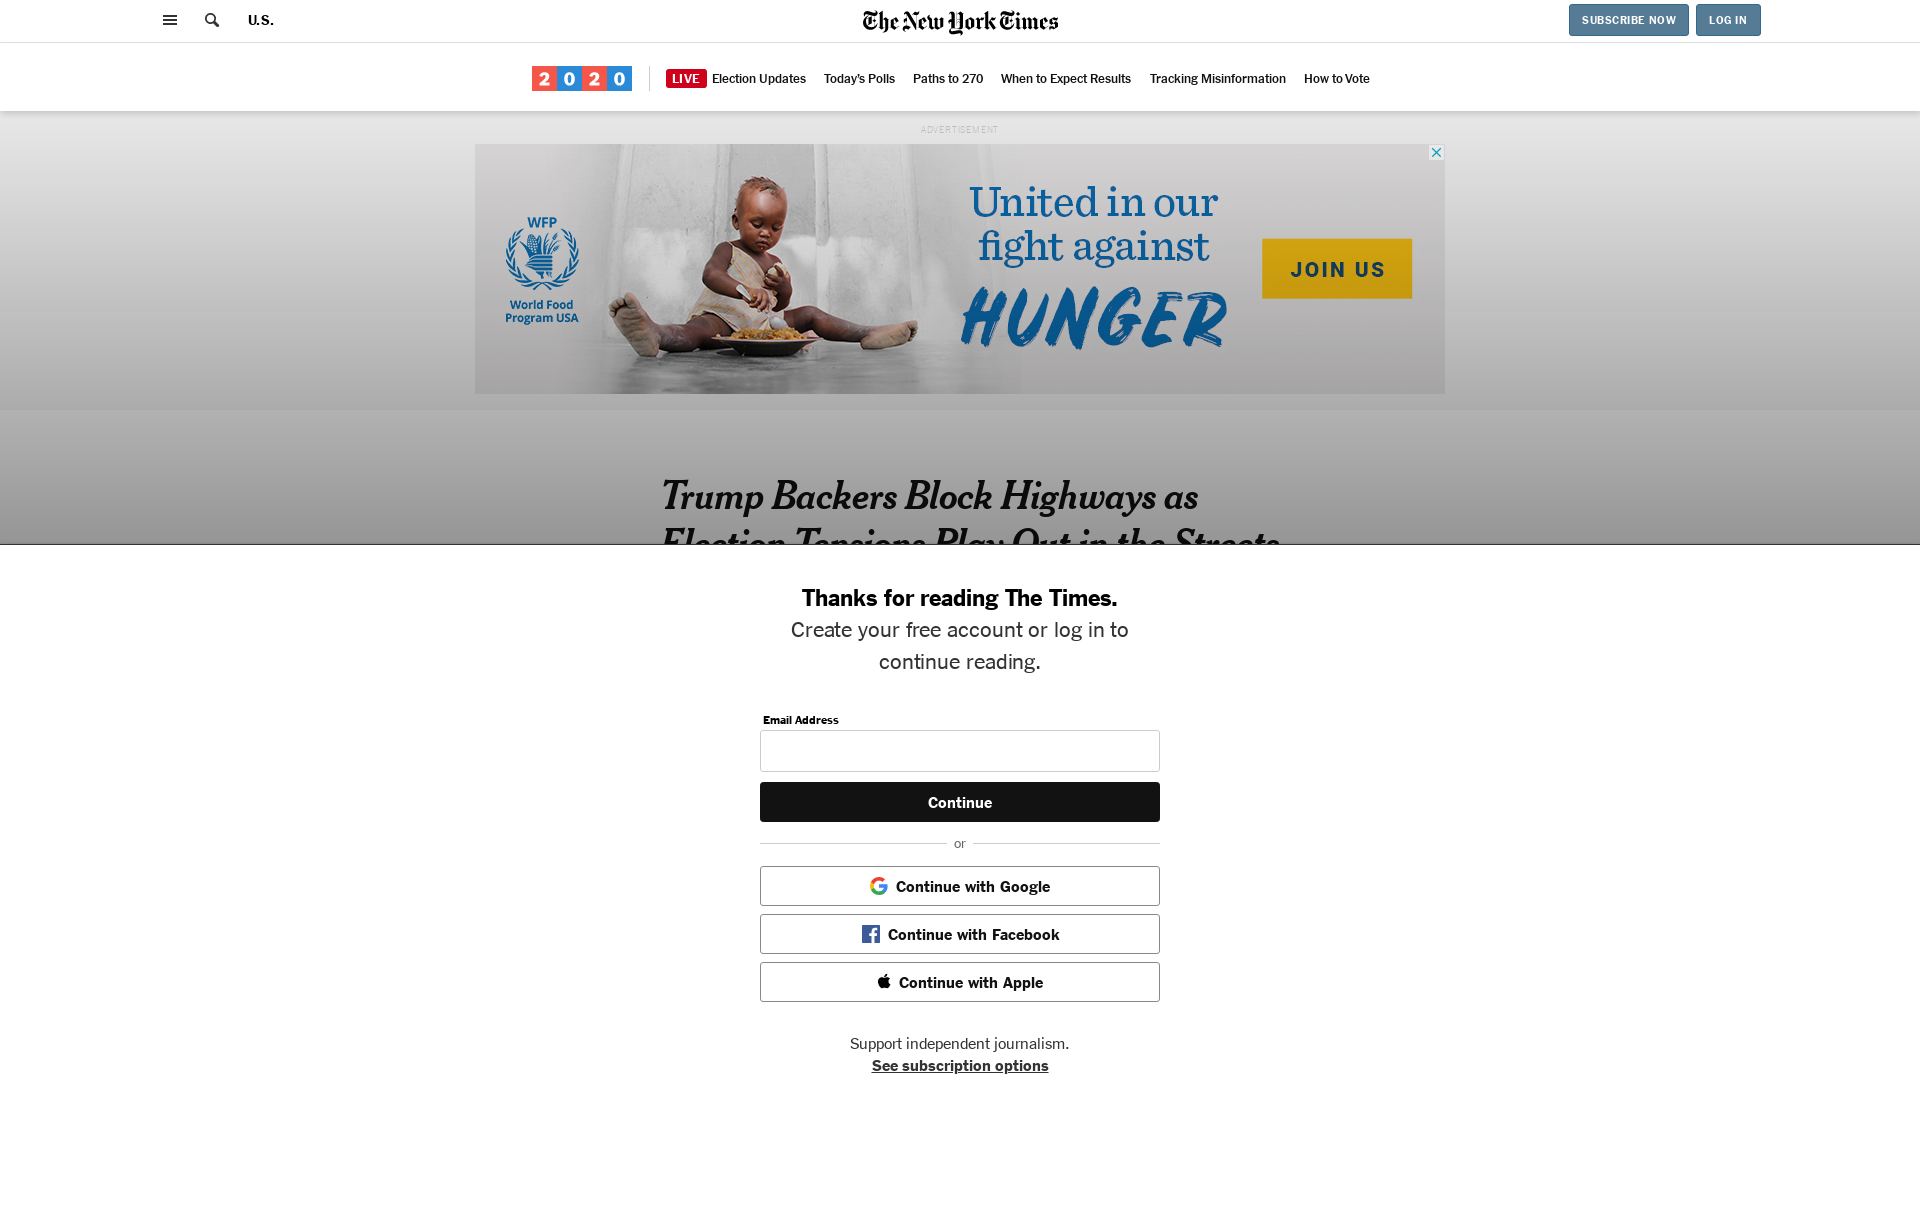 U.S.
The New York Times
SUBSCRIBE NOW
LOG IN
2020
LIVE Election Updates
Today's Polls
Paths to 270
When to Expect Results
Tracking Misinformation
How to Vote
ADVERTISEMENT
WFP
World Food
Program USA
United in our
fight against
HUNGER
JOIN US
Trump Backers Block Highways as
Election Tensions Play Out in the Streets
Thanks for reading The Times.
Create your free account or log in to
continue reading.
Email Address
Continue
or
Continue with Google
Continue with Facebook
Continue with Apple
Support independent journalism.
See subscription options